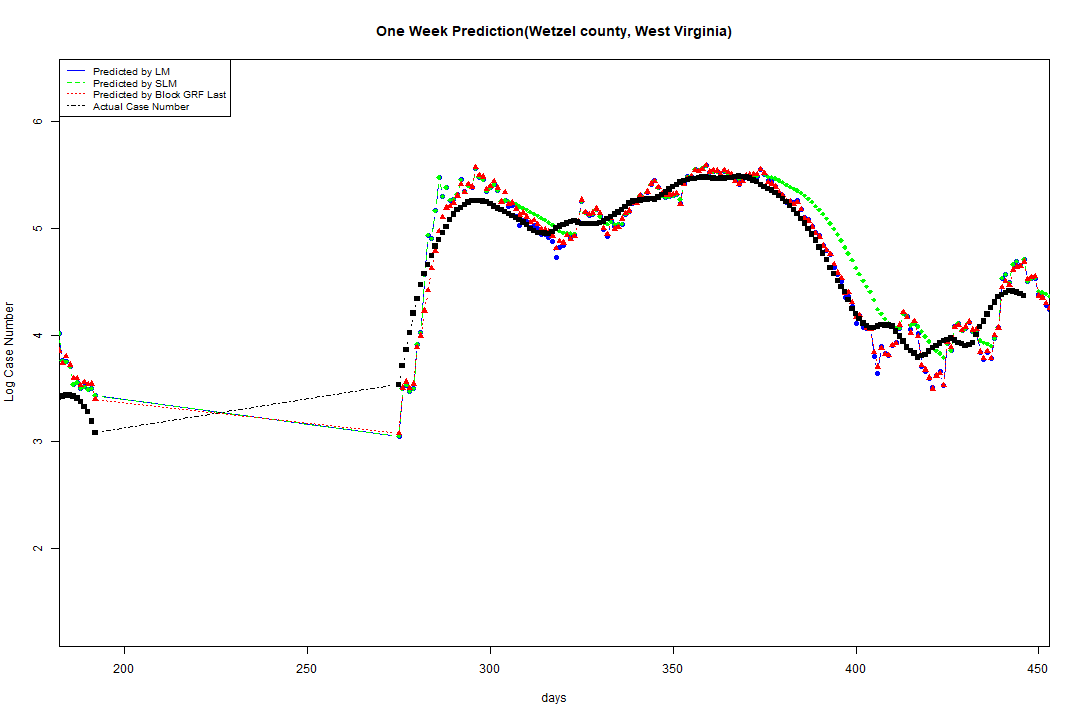 One Week Prediction(Wetzel county, West Virginia)
Predicted by LM
Predicted by SLM
Predicted by Block GRF Last
Actual Case Number
6
5
4
3
2
Log Case Number
200 250 300 350 400 450
days